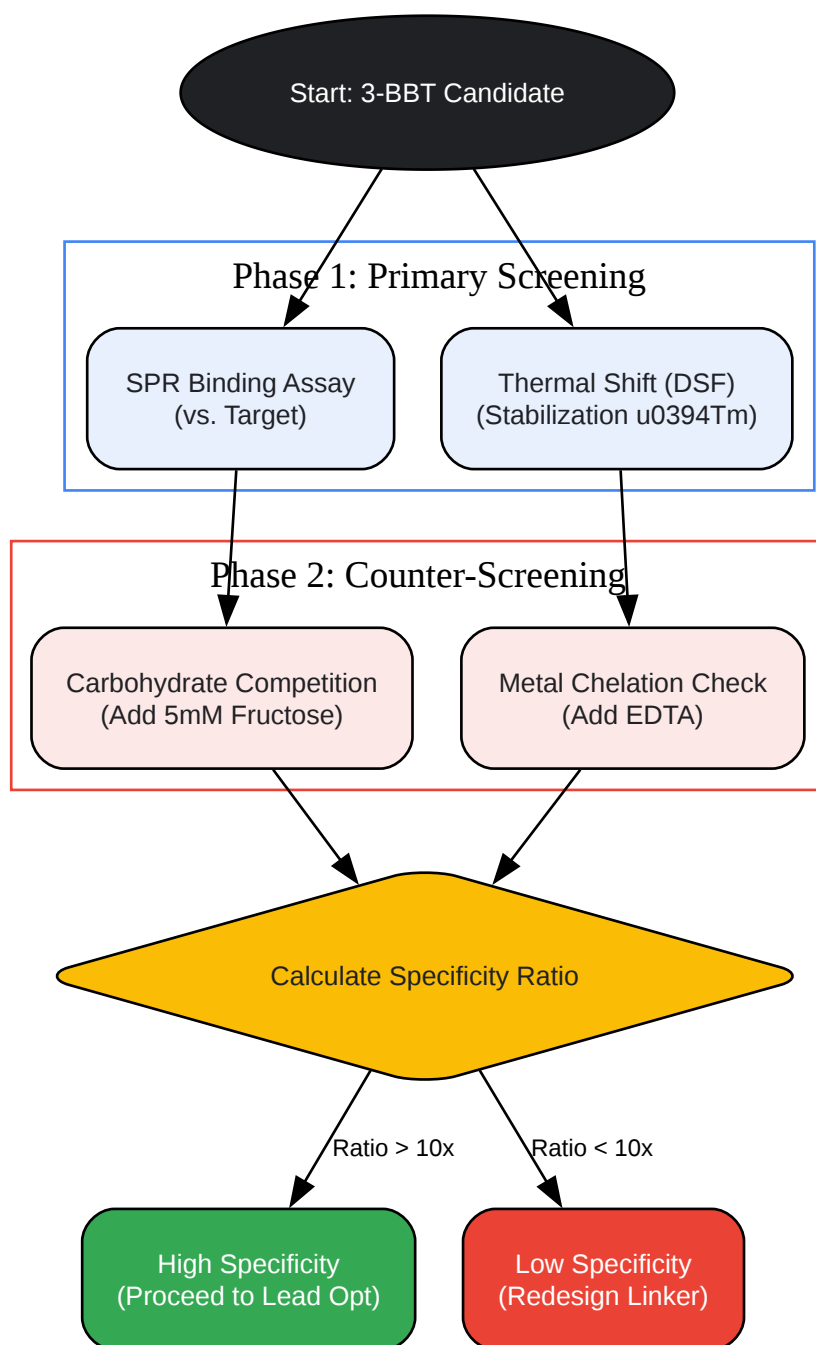 Start: 3-BBT Candidate
Phase 1: Primary Screening
SPR Binding Assay
(vs. Target)
Thermal Shift (DSF)
(Stabilization u0394Tm)
Phase 2: Counter-Screening
Carbohydrate Competition
(Add 5mM Fructose)
Metal Chelation Check
(Add EDTA)
Calculate Specificity Ratio
Ratio > 10x
Ratio < 10x
High Specificity
(Proceed to Lead Opt)
Low Specificity
(Redesign Linker)